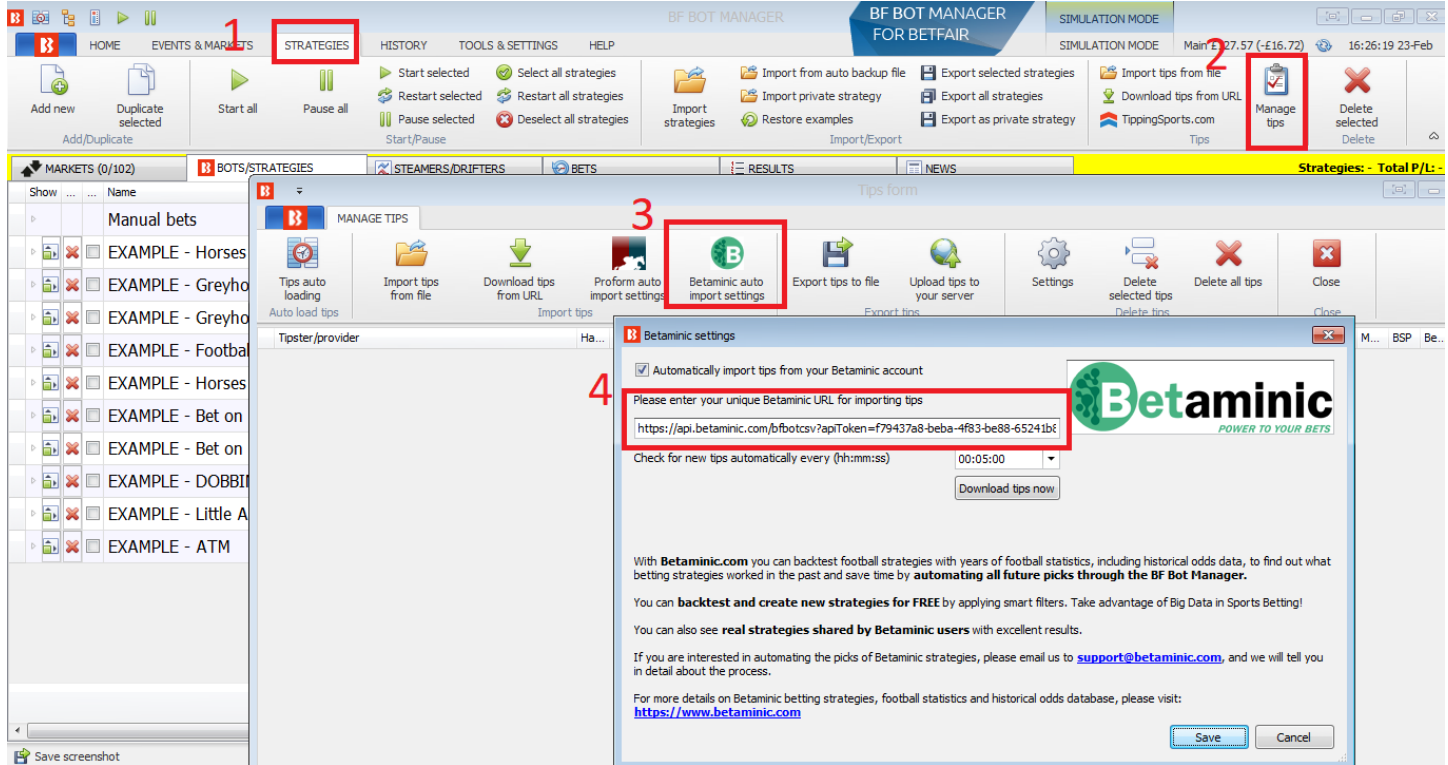 BF BOT MANAGER
BF BOT MANAGER
FOR BETFAIR
SIMULATION MODE
HOME EVENTS & MARKETS STRATEGIES HISTORY TOOLS & SETTINGS HELP
SIMULATION MODE Main £127.57 (-£16.72) 16:26:19 23-Feb
1
2
Add new
Duplicate selected
Add/Duplicate
Start all
Pause all
Start selected
Restart selected
Pause selected
Select all strategies
Restart all strategies
Deselect all strategies
Start/Pause
Import strategies
Import from auto backup file
Import private strategy
Restore examples
Export selected strategies
Export all strategies
Export as private strategy
Import/Export
Import tips from file
Download tips from URL
TippingSports.com
Manage tips
Tips
Delete selected
Delete
MARKETS (0/102) BOTS/STRATEGIES STEAMERS/DRIFTERS BETS RESULTS NEWS
Strategies: - Total P/L: -
Show ... ... Name
Manual bets
EXAMPLE - Horses
EXAMPLE - Greyho
EXAMPLE - Greyho
EXAMPLE - Footbal
EXAMPLE - Horses
EXAMPLE - Bet on
EXAMPLE - Bet on
EXAMPLE - DOBBI
EXAMPLE - Little A
EXAMPLE - ATM
Save screenshot
Tips form
MANAGE TIPS
3
Tips auto loading
Auto load tips
Import tips from file
Download tips from URL
Proform auto import settings
Betaminic auto import settings
Import tips
Export tips to file
Upload tips to your server
Export tips
Settings
Delete selected tips
Delete all tips
Delete tips
Close
Close
Tipster/provider Ha... M... BSP Be...
Betaminic settings
Automatically import tips from your Betaminic account
4
Please enter your unique Betaminic URL for importing tips
https://api.betaminic.com/bfbotcsv?apiToken=f79437a8-beba-4f83-be88-65241b8
Check for new tips automatically every (hh:mm:ss) 00:05:00
Download tips now
Betaminic
POWER TO YOUR BETS
With Betaminic.com you can backtest football strategies with years of football statistics, including historical odds data, to find out what
betting strategies worked in the past and save time by automating all future picks through the BF Bot Manager.
You can backtest and create new strategies for FREE by applying smart filters. Take advantage of Big Data in Sports Betting!
You can also see real strategies shared by Betaminic users with excellent results.
If you are interested in automating the picks of Betaminic strategies, please email us to support@betaminic.com, and we will tell you
in detail about the process.
For more details on Betaminic betting strategies, football statistics and historical odds database, please visit:
https://www.betaminic.com
Save Cancel